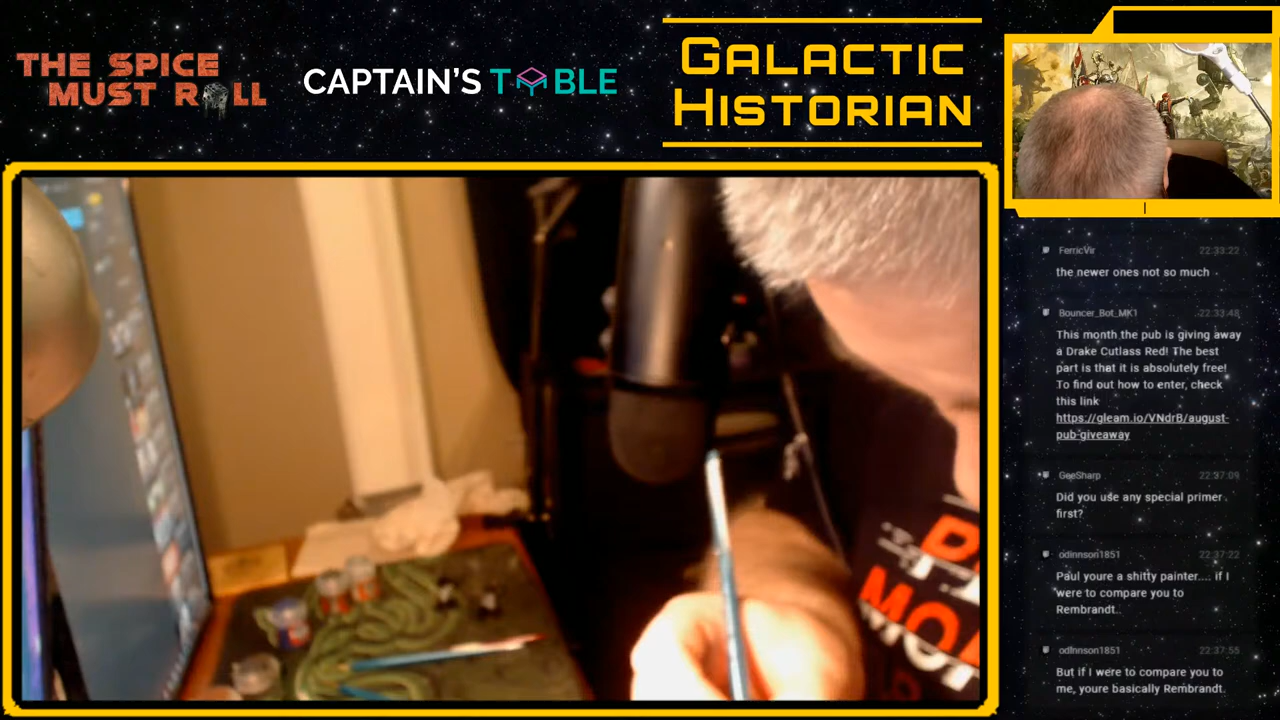 THE SPICE
MUST ROLL
CAPTAIN'S TABLE
GALACTIC
HISTORIAN
FerricVir 22:33:22
the newer ones not so much
Bouncer_Bot_MK1 22:33:48
This month the pub is giving away
a Drake Cutlass Red! The best
part is that it is absolutely free!
To find out how to enter, check
this link
https://gleam.io/VNdrB/august-
pub-giveaway
GeeSharp 22:37:09
Did you use any special primer
first?
odinnson1851 22:37:22
Paul youre a shitty painter.... if I
were to compare you to
Rembrandt.
odinnson1851 22:37:55
But if I were to compare you to
me, youre basically Rembrandt.